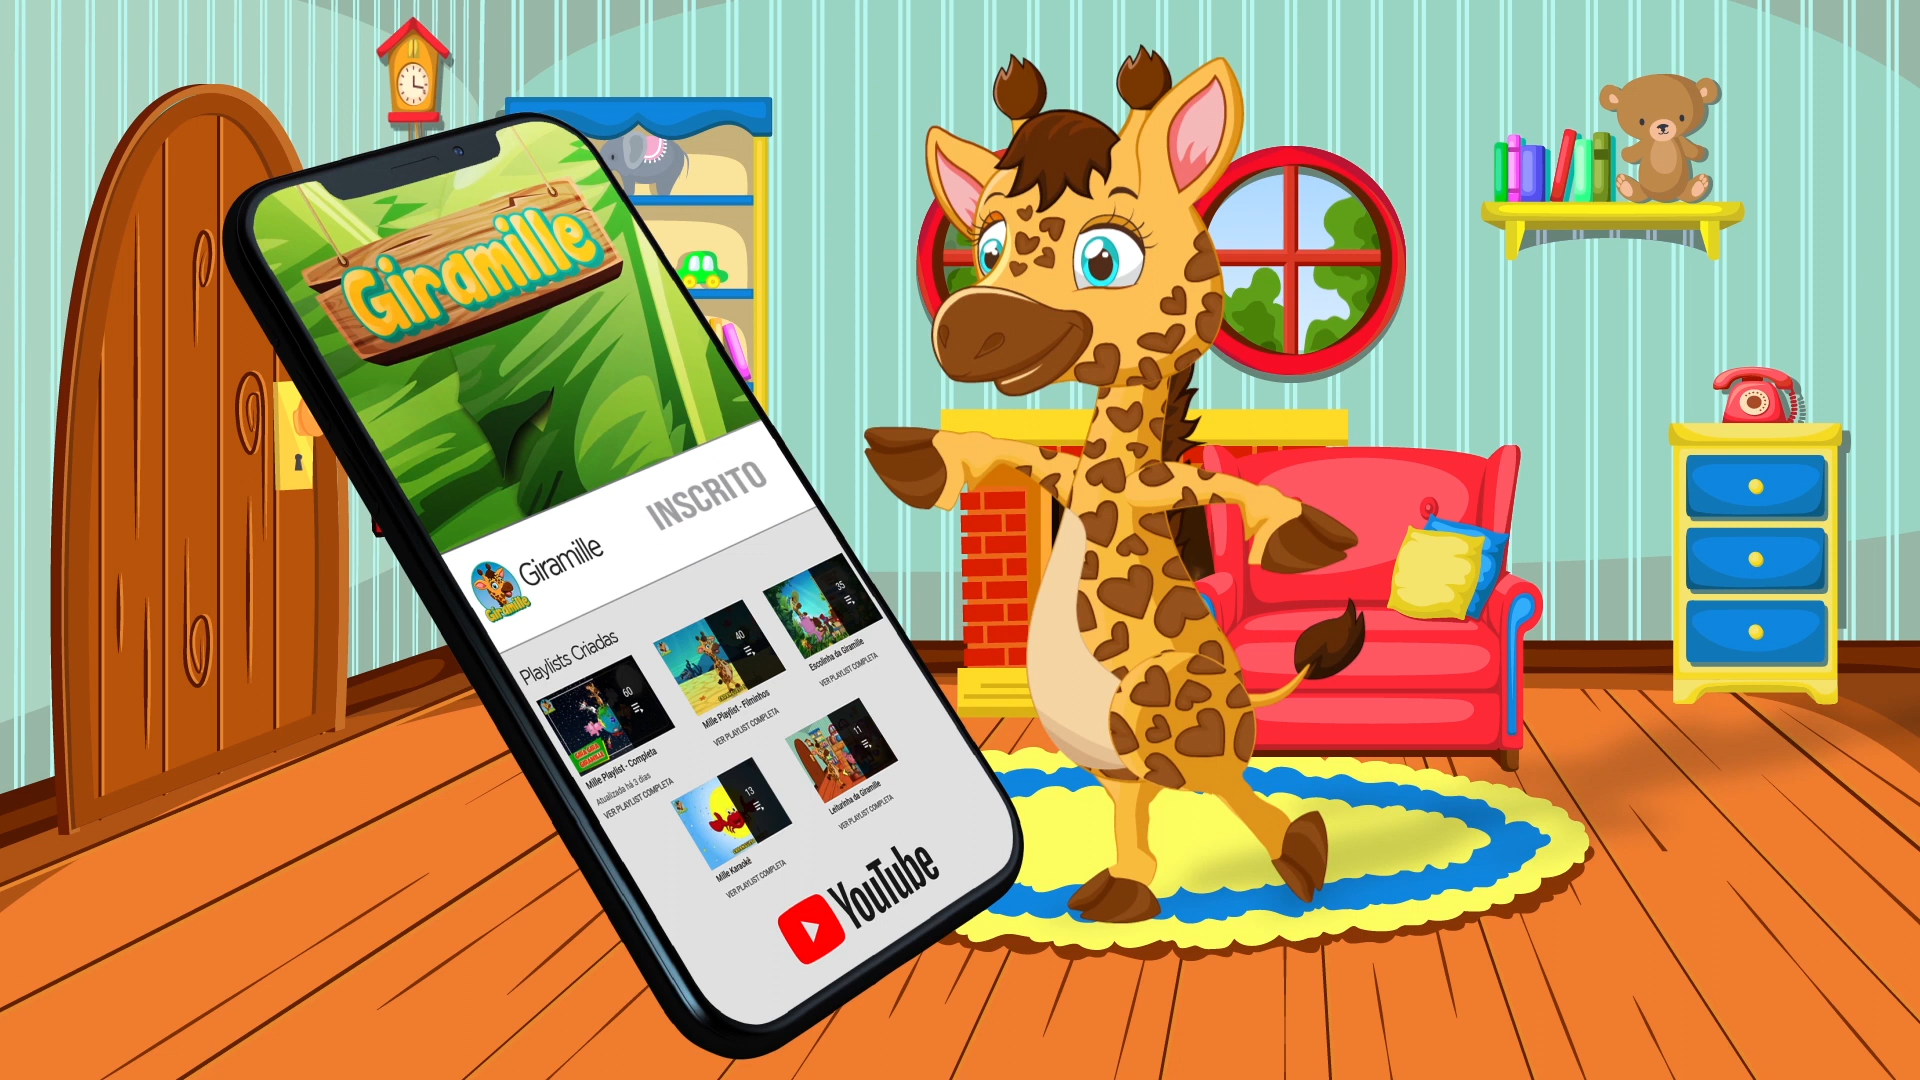 Giramille
INSCRITO
Giramille
Giramille
Playlists Criadas
60
Mille Playlist - Completa
Atualizada há 3 dias
VER PLAYLIST COMPLETA
40
Mille Playlist - Filminhos
VER PLAYLIST COMPLETA
35
Escolinha da Giramille
VER PLAYLIST COMPLETA
13
Mille Karaokê
VER PLAYLIST COMPLETA
11
Leiturinha da Giramille
VER PLAYLIST COMPLETA
YouTube